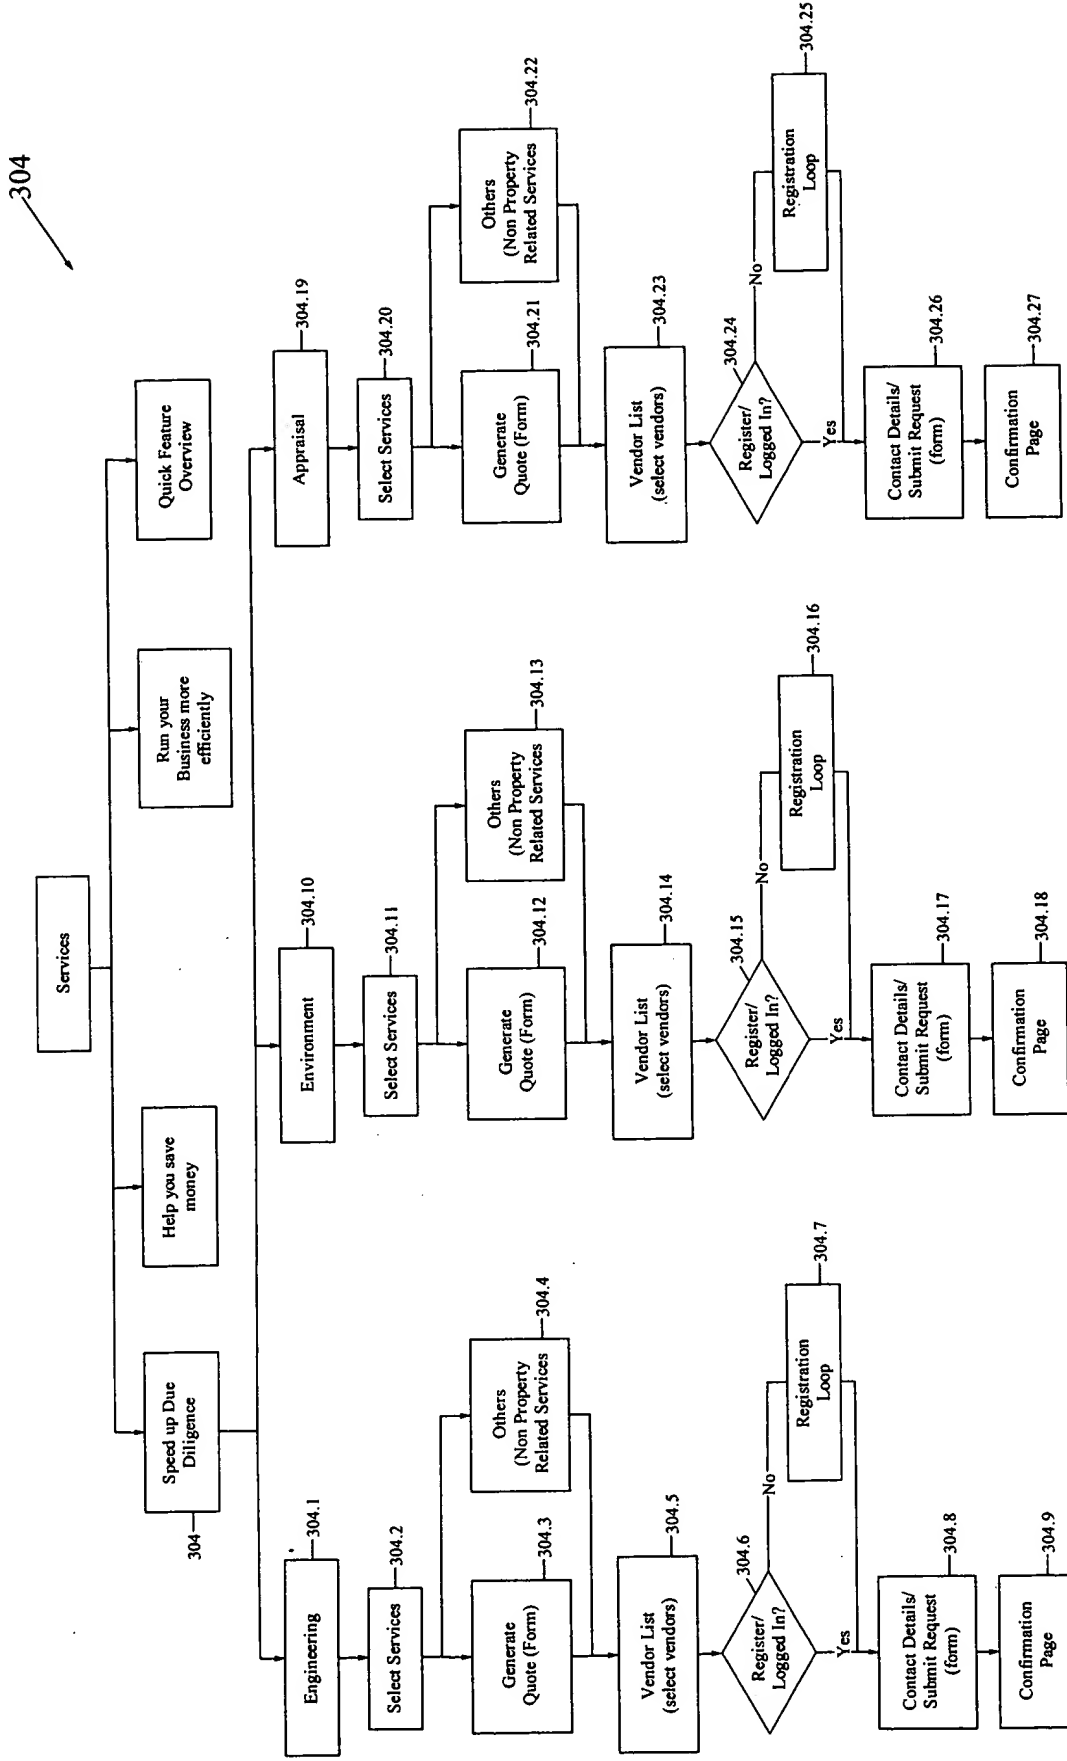 304
Services
Speed up Due
Diligence
304
Help you save
money
Run your
Business more
efficiently
Quick Feature
Overview
Engineering
304.1
Select Services
304.2
Generate
Quote (Form)
304.3
Others
(Non Property
Related Services
304.4
Vendor List
(select vendors)
304.5
Register/
Logged In?
304.6
No
Registration
Loop
304.7
Yes
Contact Details/
Submit Request
(form)
304.8
Confirmation
Page
304.9
Environment
304.10
Select Services
304.11
Generate
Quote (Form)
304.12
Others
(Non Property
Related Services
304.13
Vendor List
(select vendors)
304.14
Register/
Logged In?
304.15
No
Registration
Loop
304.16
Yes
Contact Details/
Submit Request
(form)
304.17
Confirmation
Page
304.18
Appraisal
304.19
Select Services
304.20
Generate
Quote (Form)
304.21
Others
(Non Property
Related Services
304.22
Vendor List
(select vendors)
304.23
Register/
Logged In?
304.24
No
Registration
Loop
304.25
Yes
Contact Details/
Submit Request
(form)
304.26
Confirmation
Page
304.27